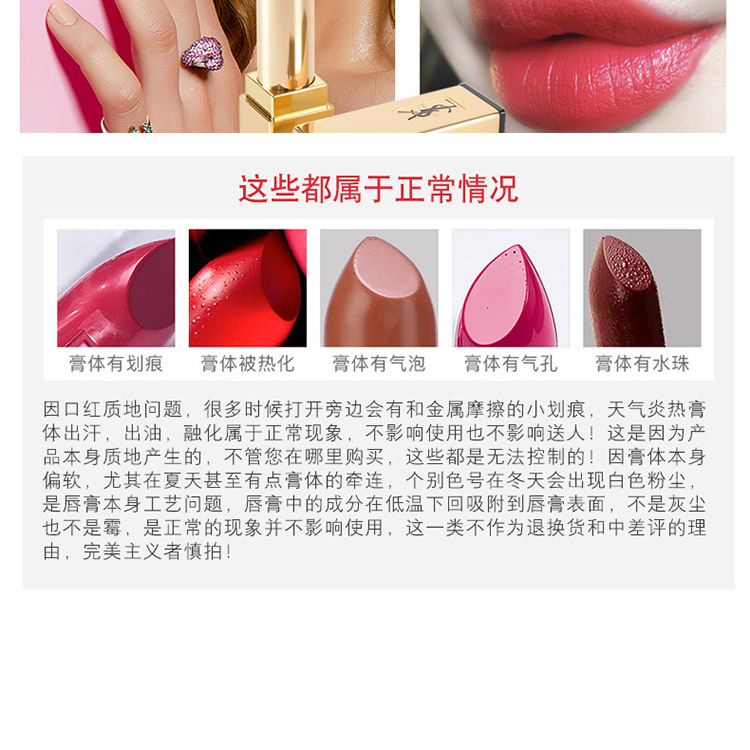 YSL
这些都属于正常情况
膏体有划痕 膏体被热化 膏体有气泡 膏体有气孔 膏体有水珠
因口红质地问题，很多时候打开旁边会有和金属摩擦的小划痕，天气炎热膏
体出汗，出油，融化属于正常现象，不影响使用也不影响送人！这是因为产
品本身质地产生的，不管您在哪里购买，这些都是无法控制的！因膏体本身
偏软，尤其在夏天甚至有点膏体的牵连，个别色号在冬天会出现白色粉尘，
是唇膏本身工艺问题，唇膏中的成分在低温下回吸附到唇膏表面，不是灰尘
也不是霉，是正常的现象并不影响使用，这一类不作为退换货和中差评的理
由，完美主义者慎拍！